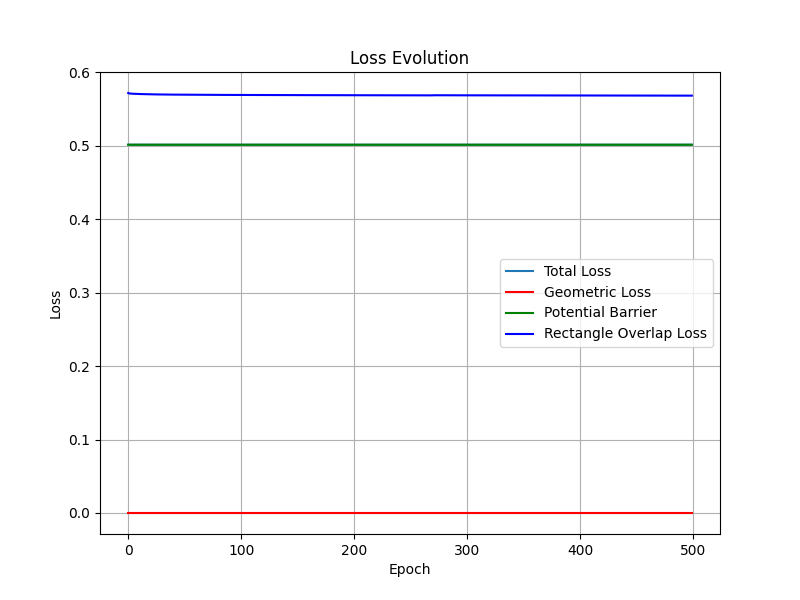 Loss Evolution
Loss
0.6
0.5
0.4
0.3
0.2
0.1
0.0
Total Loss
Geometric Loss
Potential Barrier
Rectangle Overlap Loss
0 100 200 300 400 500
Epoch